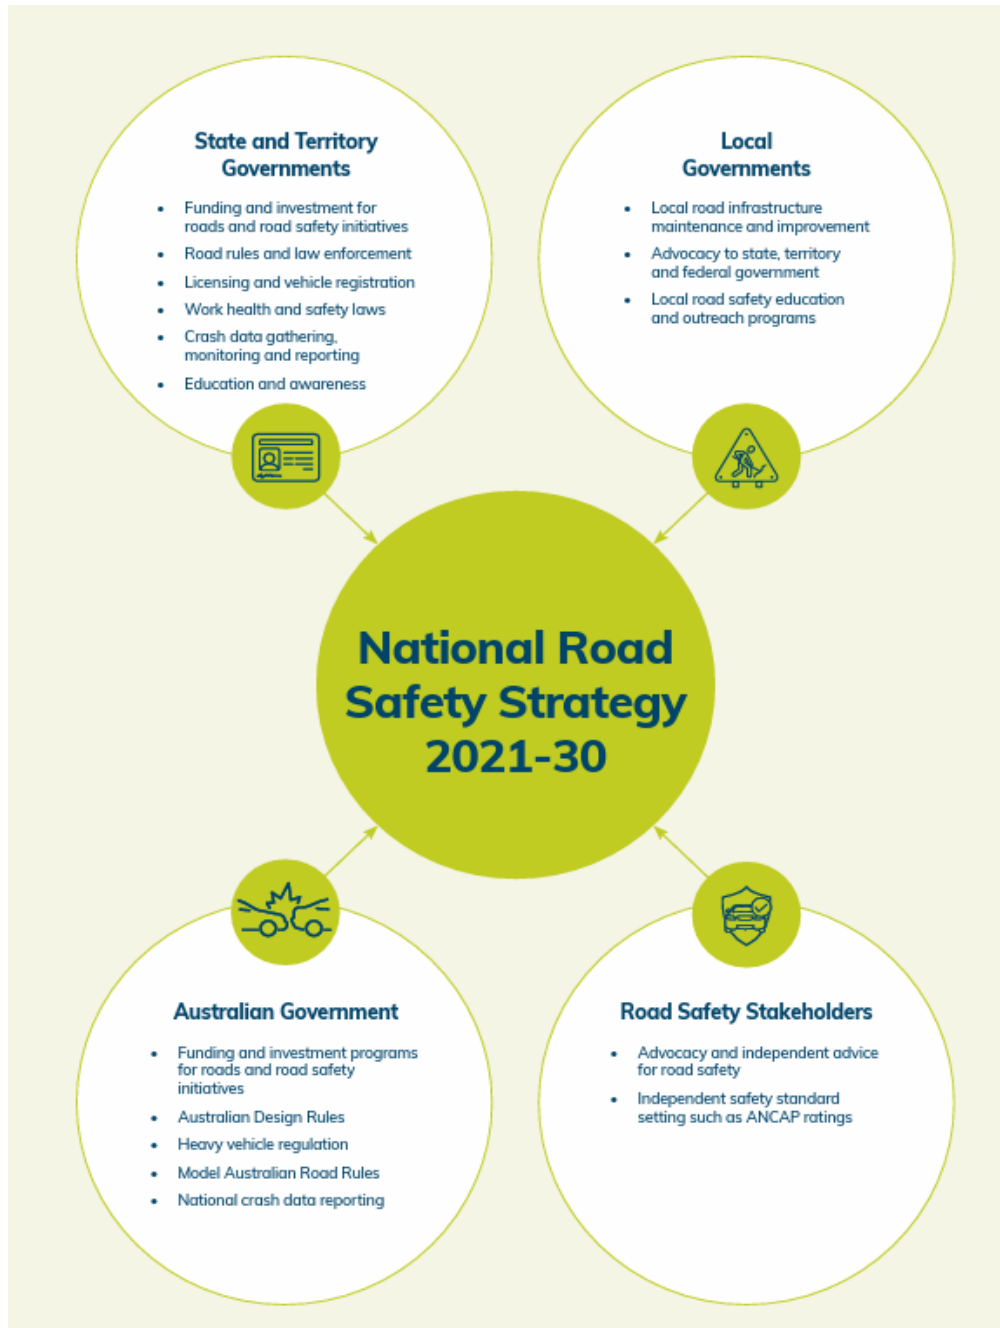 State and Territory
Governments
• Funding and investment for
roads and road safety initiatives
• Road rules and law enforcement
• Licensing and vehicle registration
• Work health and safety laws
• Crash data gathering,
monitoring and reporting
• Education and awareness
Local
Governments
• Local road infrastructure
maintenance and improvement
• Advocacy to state, territory
and federal government
• Local road safety education
and outreach programs
National Road
Safety Strategy
2021-30
Australian Government
• Funding and investment programs
for roads and road safety
initiatives
• Australian Design Rules
• Heavy vehicle regulation
• Model Australian Road Rules
• National crash data reporting
Road Safety Stakeholders
• Advocacy and independent advice
for road safety
• Independent safety standard
setting such as ANCAP ratings